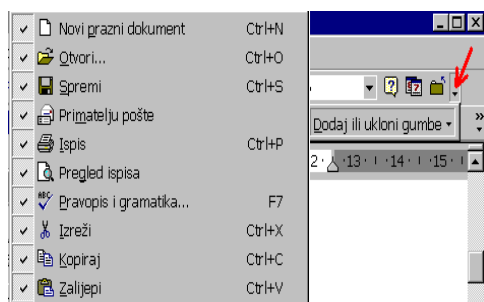 Novi prazni dokument Ctrl+N
Otvori... Ctrl+O
Spremi Ctrl+S
Primatelju pošte
Ispis Ctrl+P
Pregled ispisa
Pravopis i gramatika... F7
Izreži Ctrl+X
Kopiraj Ctrl+C
Zalijepi Ctrl+V
Dodaj ili ukloni gumbe
2 · 13 · 14 · 15